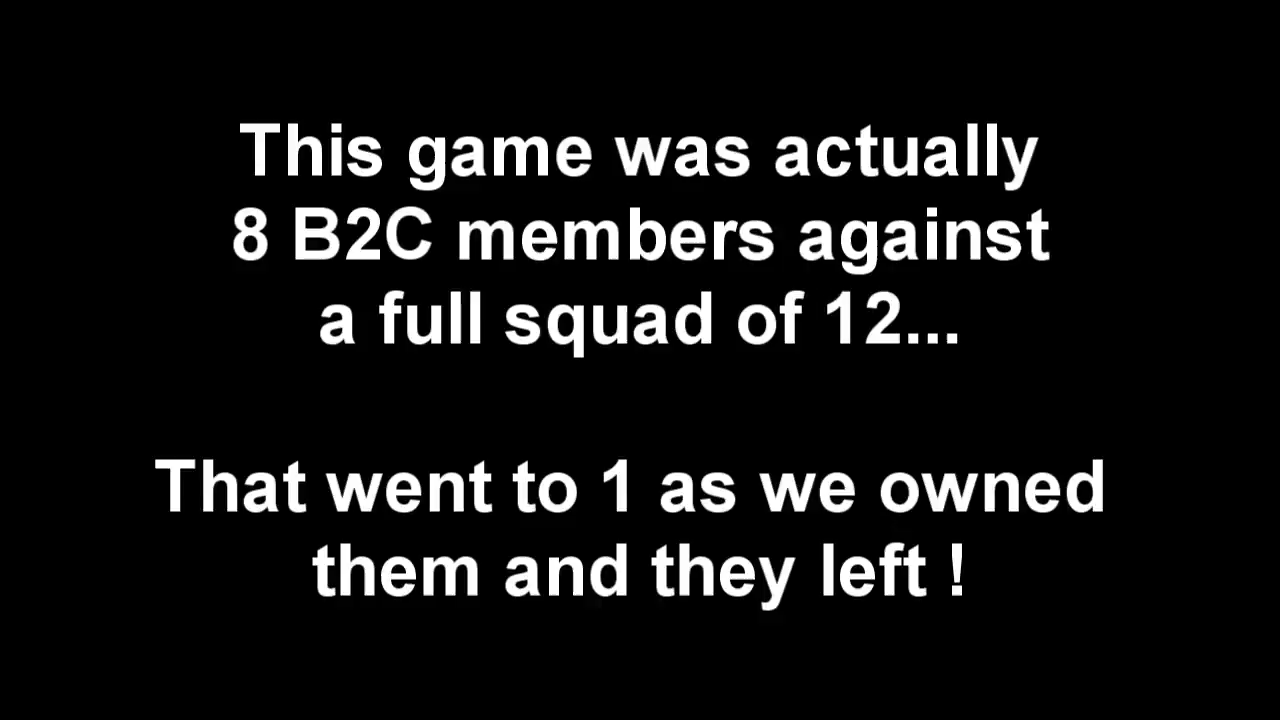 This game was actually
8 B2C members against
a full squad of 12...
That went to 1 as we owned
them and they left !